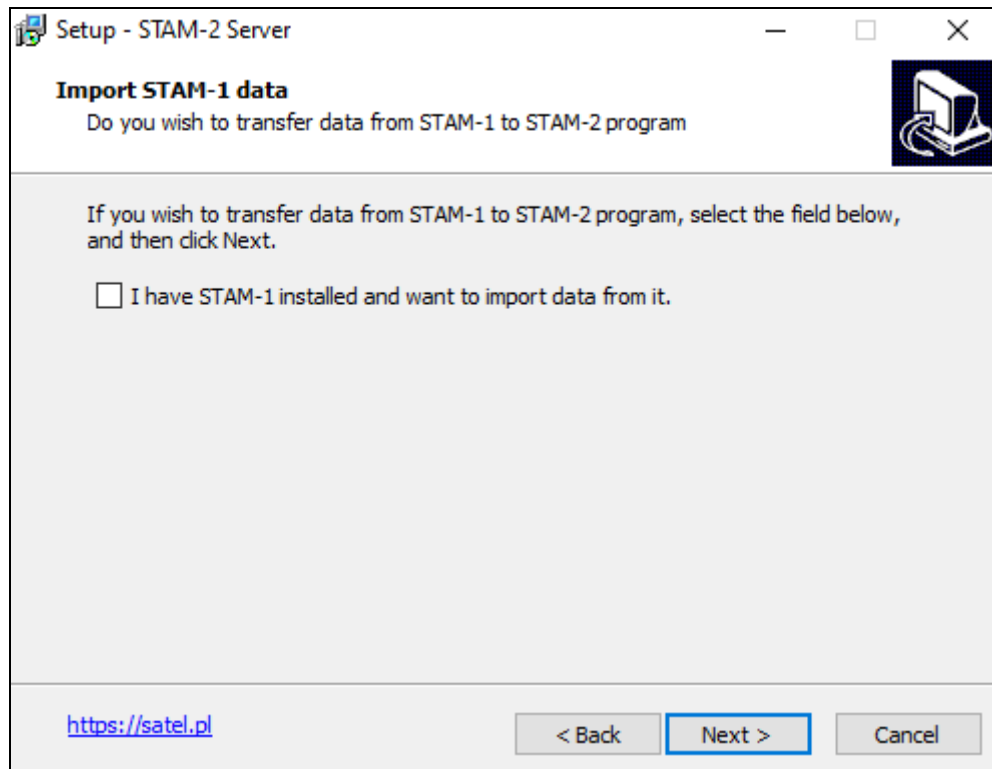 Setup - STAM-2 Server
Import STAM-1 data
Do you wish to transfer data from STAM-1 to STAM-2 program
If you wish to transfer data from STAM-1 to STAM-2 program, select the field below,
and then click Next.
I have STAM-1 installed and want to import data from it.
https://satel.pl
< Back
Next >
Cancel